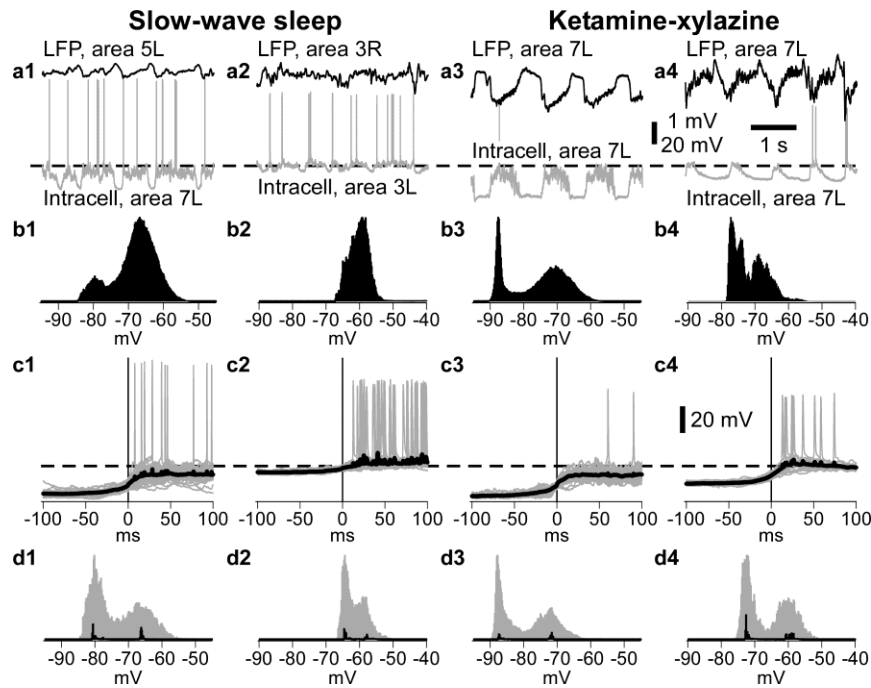 Slow-wave sleep Ketamine-xylazine
LFP, area 5L LFP, area 3R LFP, area 7L LFP, area 7L
a1 a2 a3 a4
1 mV
20 mV 1 s
Intracell, area 7L
Intracell, area 7L Intracell, area 3L Intracell, area 7L
b1 b2 b3 b4
-90 -80 -70 -60 -50 -90 -80 -70 -60 -50 -40 -90 -80 -70 -60 -50 -90 -80 -70 -60 -50 -40
mV mV mV mV
c1 c2 c3 c4
20 mV
-100 -50 0 50 100 -100 -50 0 50 100 -100 -50 0 50 100 -100 -50 0 50 100
ms ms ms ms
d1 d2 d3 d4
-90 -80 -70 -60 -50 -90 -80 -70 -60 -50 -40 -90 -80 -70 -60 -50 -90 -80 -70 -60 -50 -40
mV mV mV mV